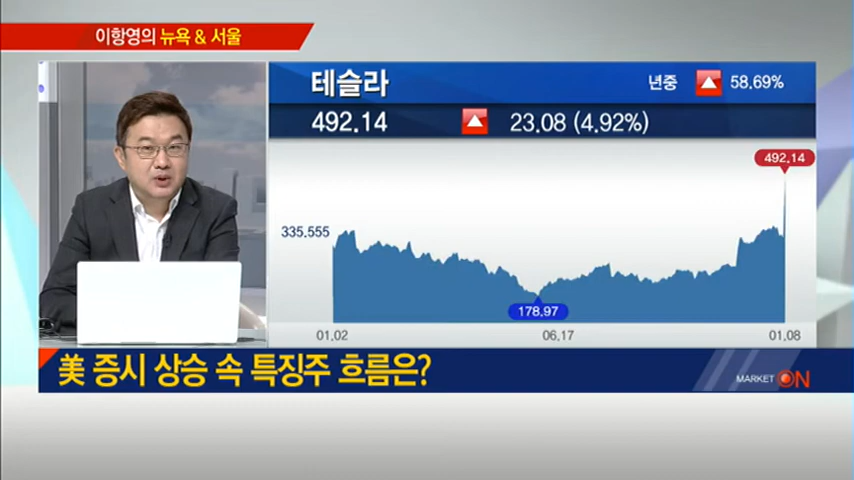 이항영의 뉴욕 & 서울
테슬라
년중 58.69%
492.14 23.08 (4.92%)
492.14
335.555
178.97
01.02 06.17 01.08
美 증시 상승 속 특징주 흐름은?
MARKET ON